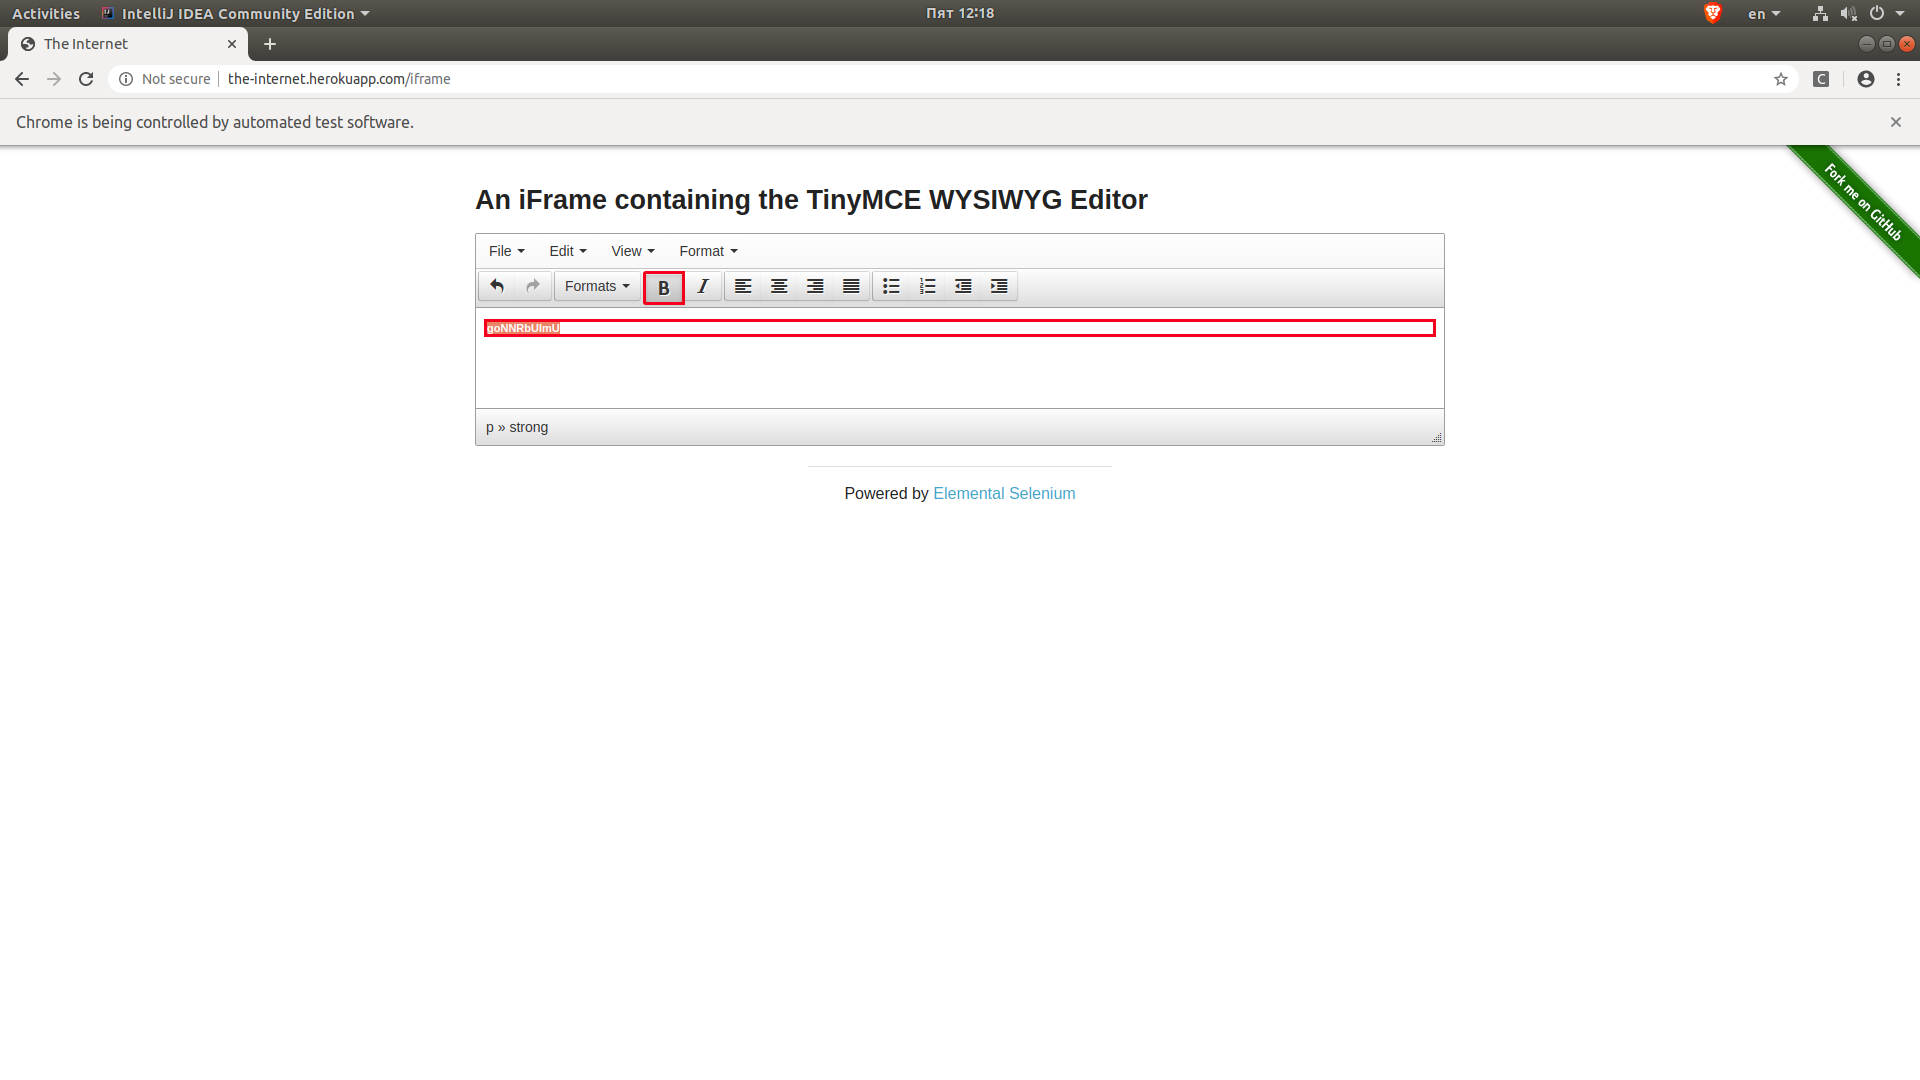 Activities IntelliJ IDEA Community Edition Пят 12:18 en
The Internet
Not secure the-internet.herokuapp.com/iframe C
Chrome is being controlled by automated test software.
Fork me on GitHub
An iFrame containing the TinyMCE WYSIWYG Editor
File Edit View Format
Formats B I
goNNRbUlmU
p » strong
Powered by Elemental Selenium